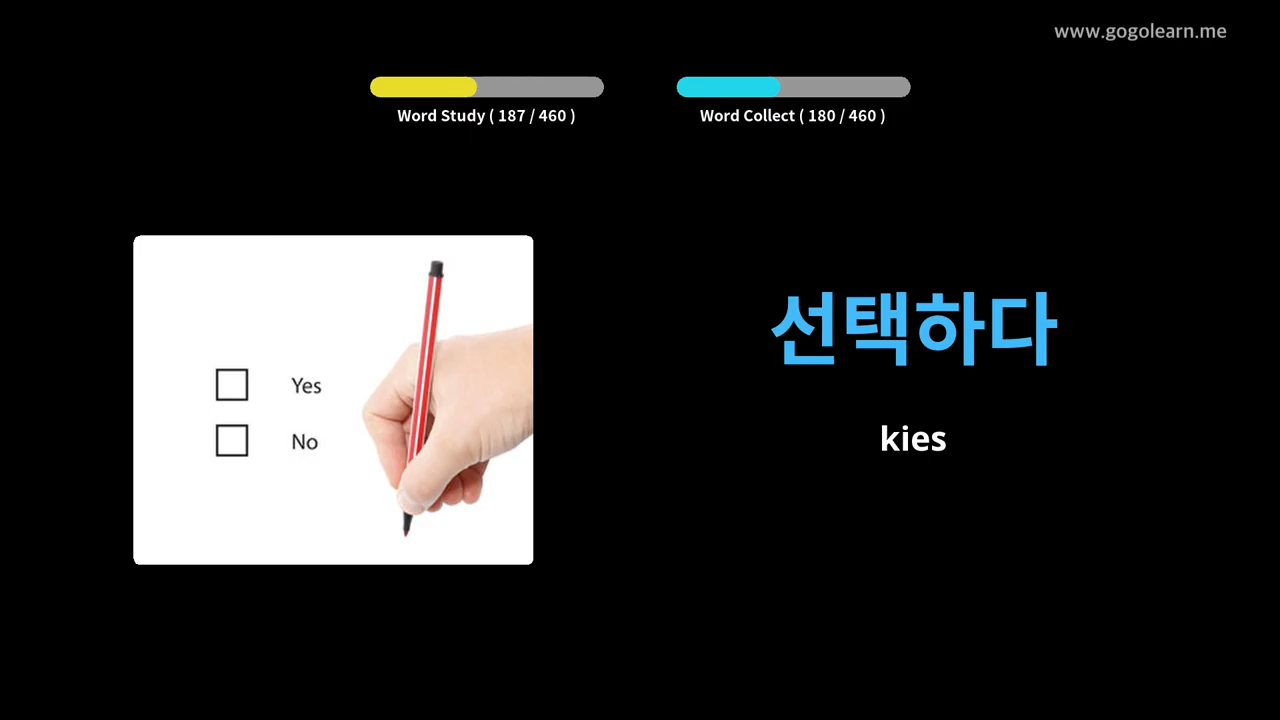 www.gogolearn.me
Word Study ( 187 / 460 )
Word Collect ( 180 / 460 )
Yes
No
선택하다
kies